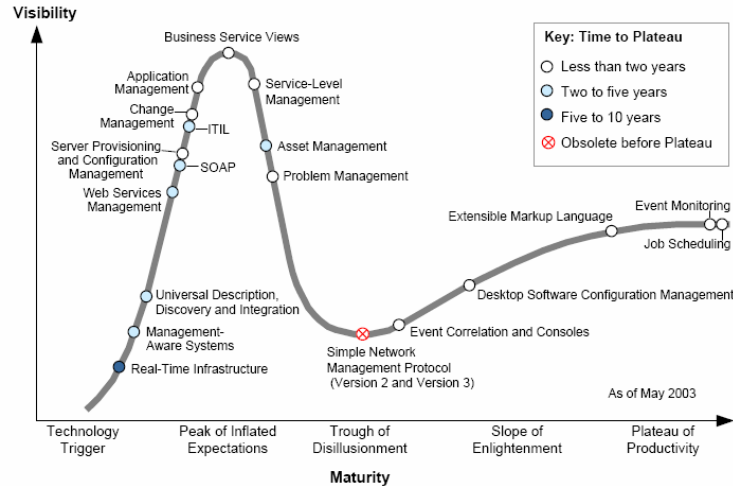 Visibility
Business Service Views
Key: Time to Plateau
Less than two years
Two to five years
Five to 10 years
Obsolete before Plateau
Application
Management
Service-Level
Management
Change
Management
ITIL
Asset Management
Server Provisioning
and Configuration
Management
SOAP
Problem Management
Web Services
Management
Extensible Markup Language
Event Monitoring
Job Scheduling
Universal Description,
Discovery and Integration
Desktop Software Configuration Management
Management-
Aware Systems
Event Correlation and Consoles
Real-Time Infrastructure
Simple Network
Management Protocol
(Version 2 and Version 3)
As of May 2003
Technology
Trigger
Peak of Inflated
Expectations
Trough of
Disillusionment
Slope of
Enlightenment
Plateau of
Productivity
Maturity